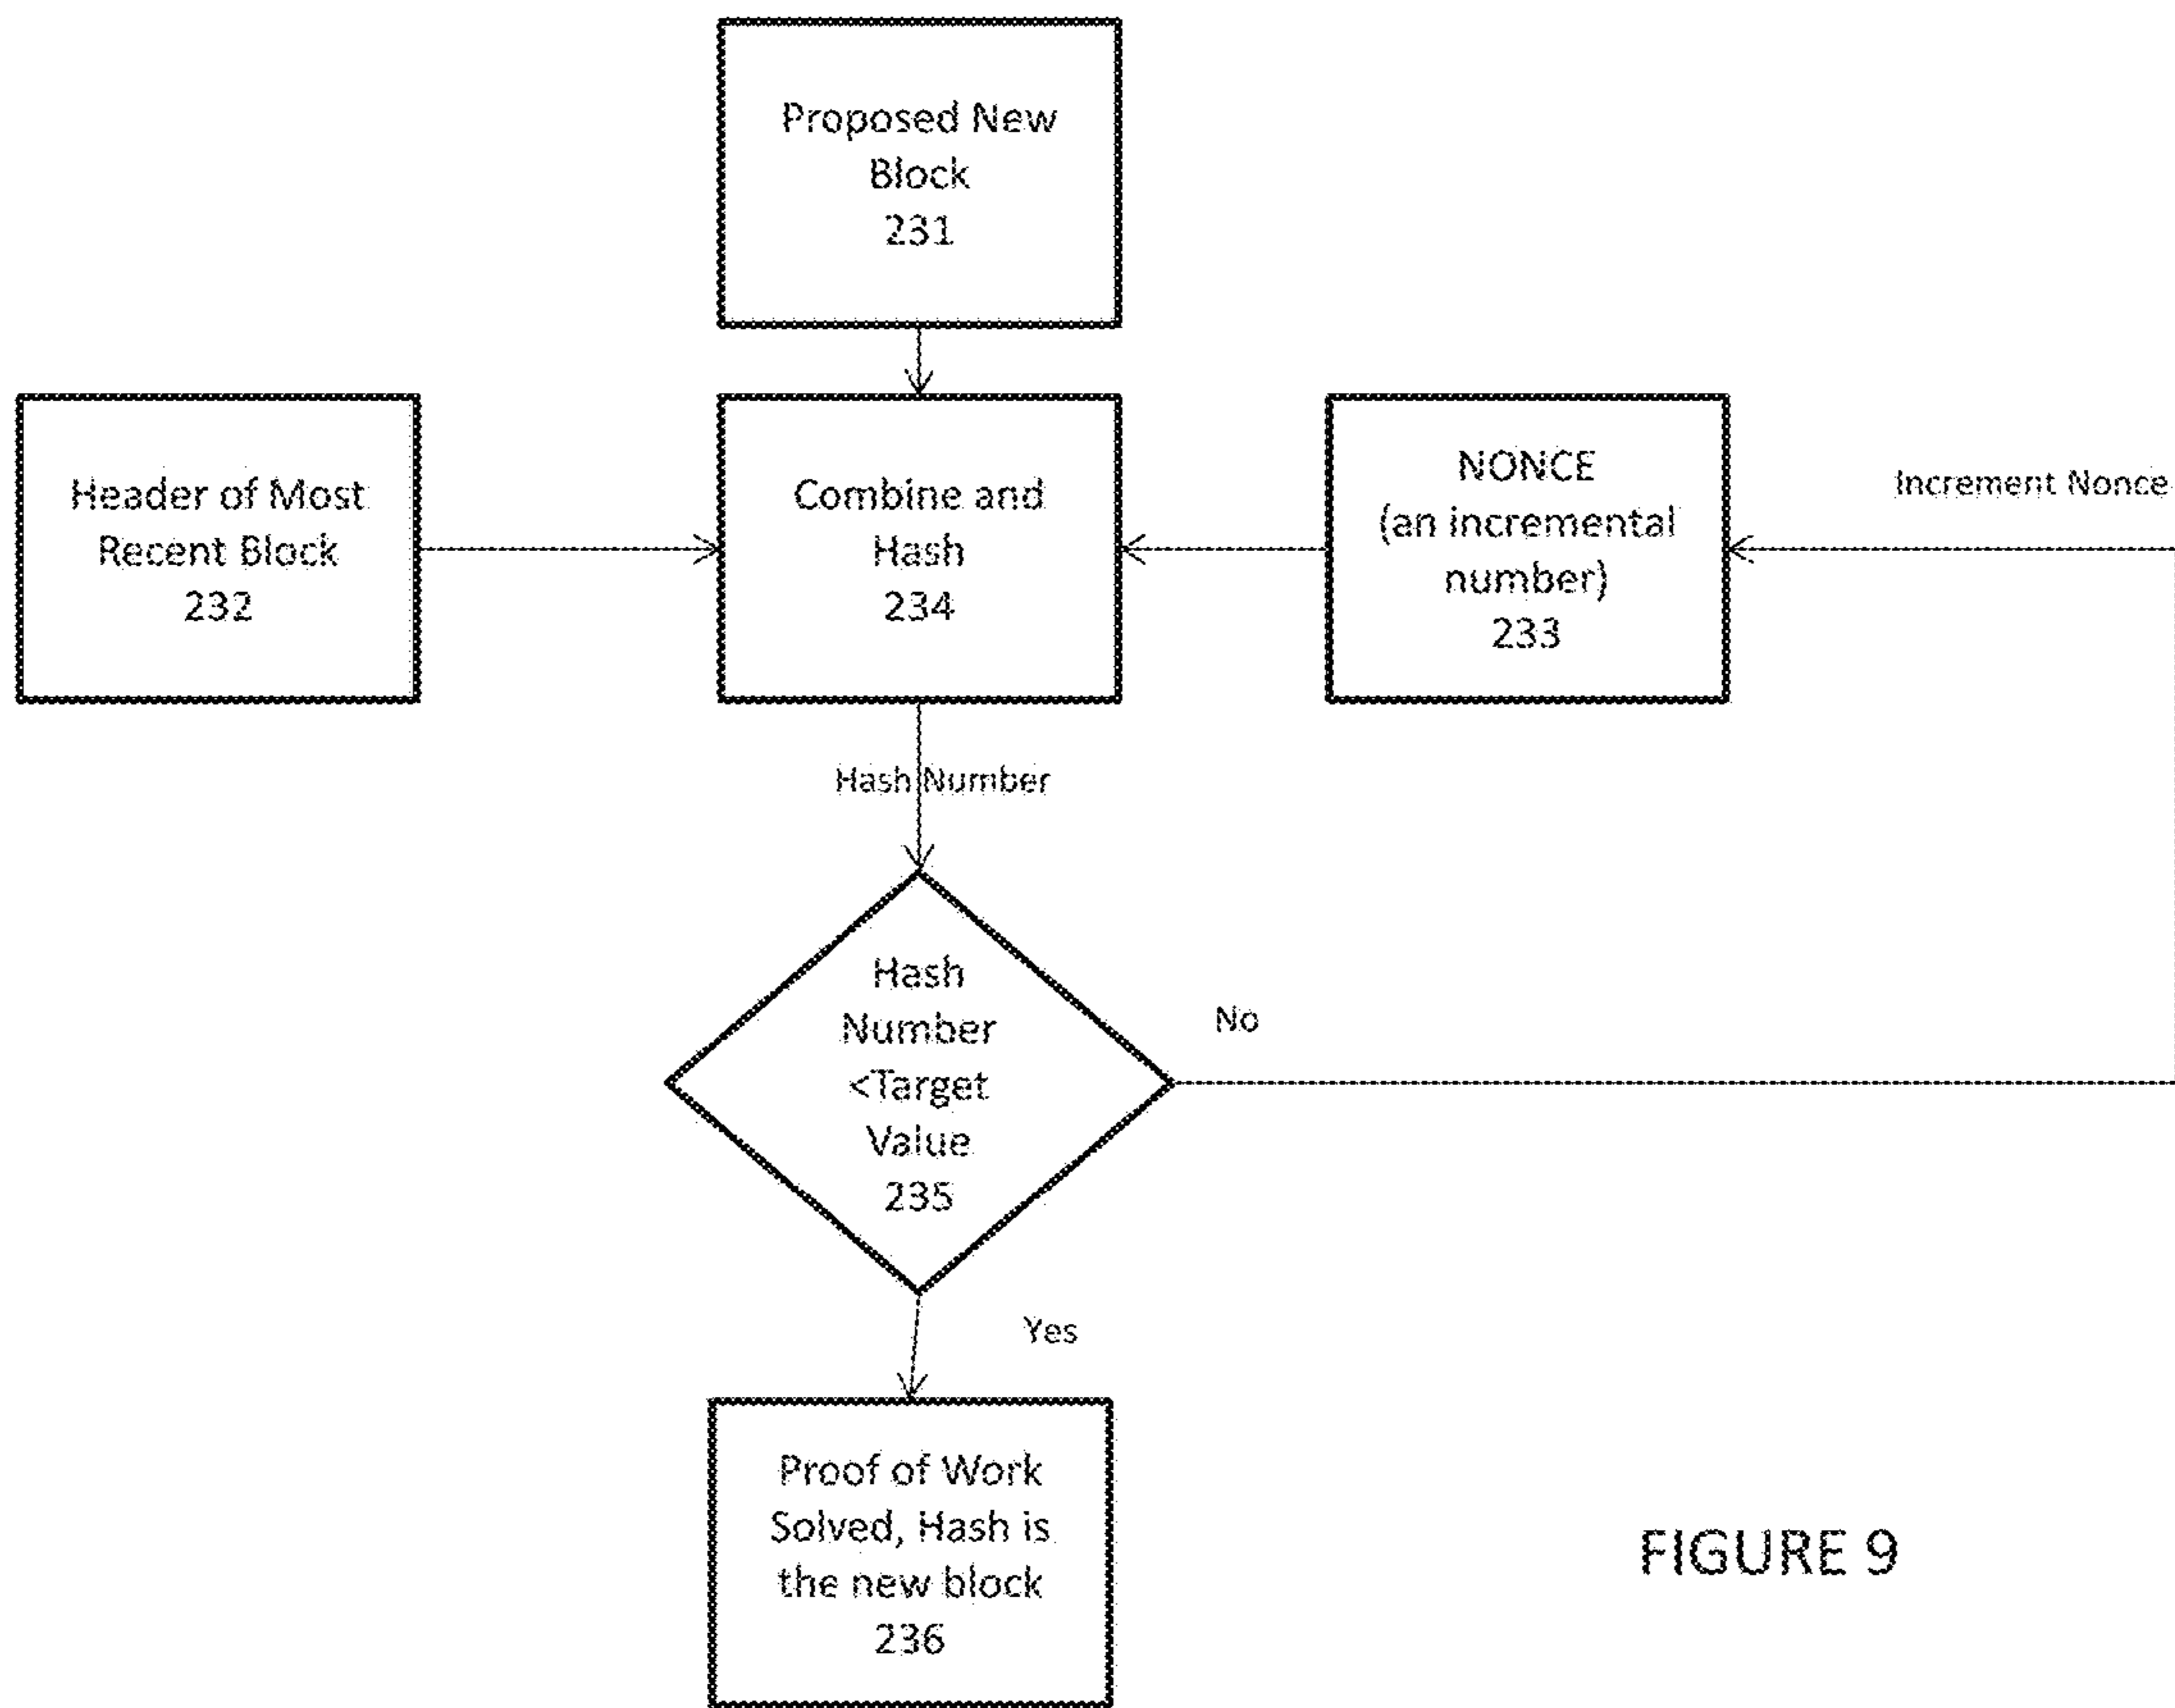 Proposed New
Block
231
Header of Most
Recent Block
232
Combine and
Hash
234
NONCE
(an incremental
number)
233
Increment Nonce
Hash Number
Hash
Number
<Target
Value
235
No
Yes
Proof of Work
Solved, Hash is
the new block
236
FIGURE 9